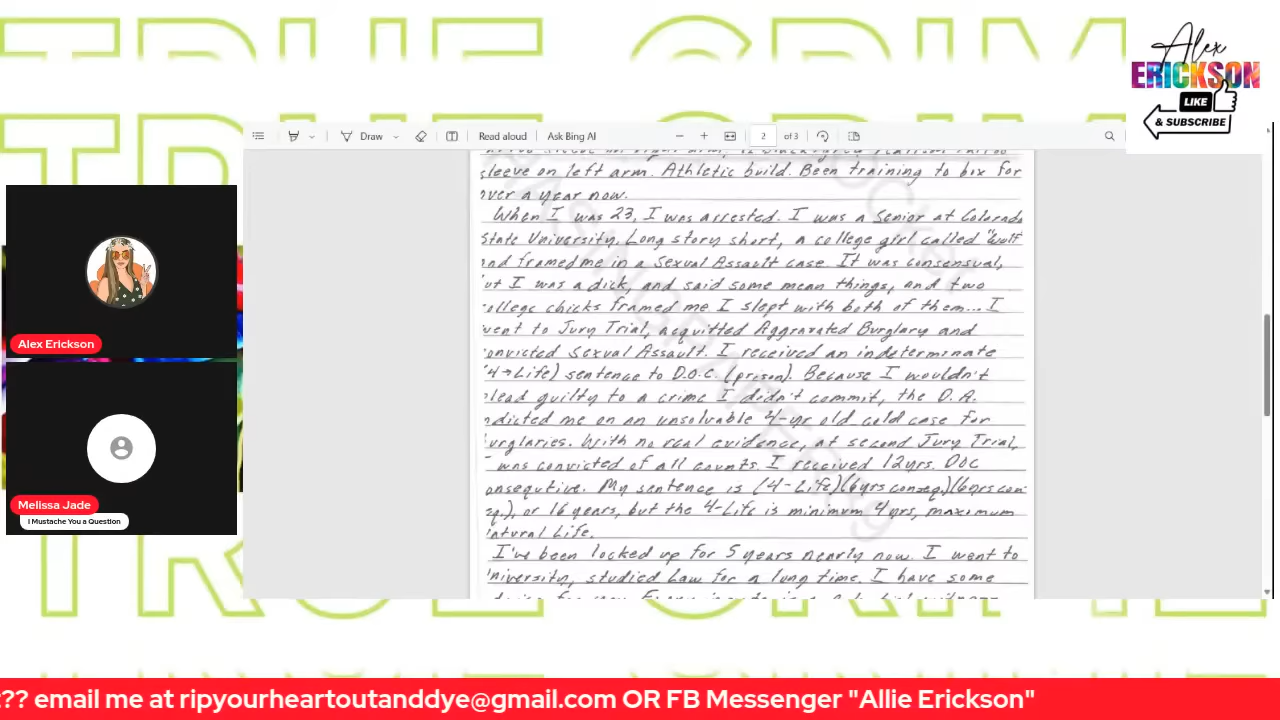 TRUE CRIME
Alex
ERICKSON
LIKE
& SUBSCRIBE
Draw
Read aloud
Ask Bing AI
2
of 3
sleeve on left arm. Athletic build. Been training to box for
over a year now.
When I was 23, I was arrested. I was a Senior at Colorado
State University. Long story short, a college girl called "wolf"
and framed me in a Sexual Assault case. It was consensual,
but I was a dick, and said some mean things, and two
college chicks framed me I slept with both of them... I
went to Jury Trial, acquitted Aggravated Burglary and
convicted Sexual Assault. I received an indeterminate
(4→Life) sentence to D.O.C. (prison). Because I wouldn't
plead guilty to a crime I didn't commit, the D.A.
indicted me on an unsolvable 4-yr old cold case for
burglaries. With no real evidence, at second Jury Trial,
I was convicted of all counts. I received 12yrs. DOC
consequtive. My sentence is (4-Life)(6yrs conseq.)(6yrs con
seq.), or 16 years, but the 4-Life is minimum 4yrs, maximum
natural Life.
I've been locked up for 5 years nearly now. I went to
University, studied Law for a long time. I have some
Alex Erickson
Melissa Jade
I Mustache You a Question
?? email me at ripyourheartoutanddye@gmail.com OR FB Messenger "Allie Erickson"